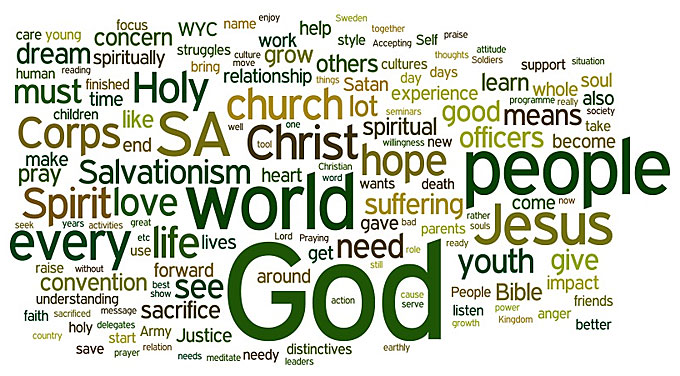 care young focus WYC name enjoy help Sweden together
dream concern struggles work style Accepting Self praise
spiritually bring culture move grow others cultures thoughts attitude Soldiers
human reading finished relationship things Satan day days support situation
must time Holy church lot experience learn whole soul
children like SA well one seminars good programme really also
Corps end tool Christ spiritual willingness new officers means society take
make pray Salvationism heart Christian word hope become
wants death people
Spirit love world suffering come now
seek years activities great gave bad parents rather souls Jesus
every etc use life lives Lord Praying get need role ready
raise without forward around still youth give
convention best show see God action cause serve People Bible impact
understanding sacrifice listen power friends
faith sacrificed message growth Kingdom anger
holy delegates Army Justice better
country start
save prayer relation needs meditate needy distinctives leaders earthly